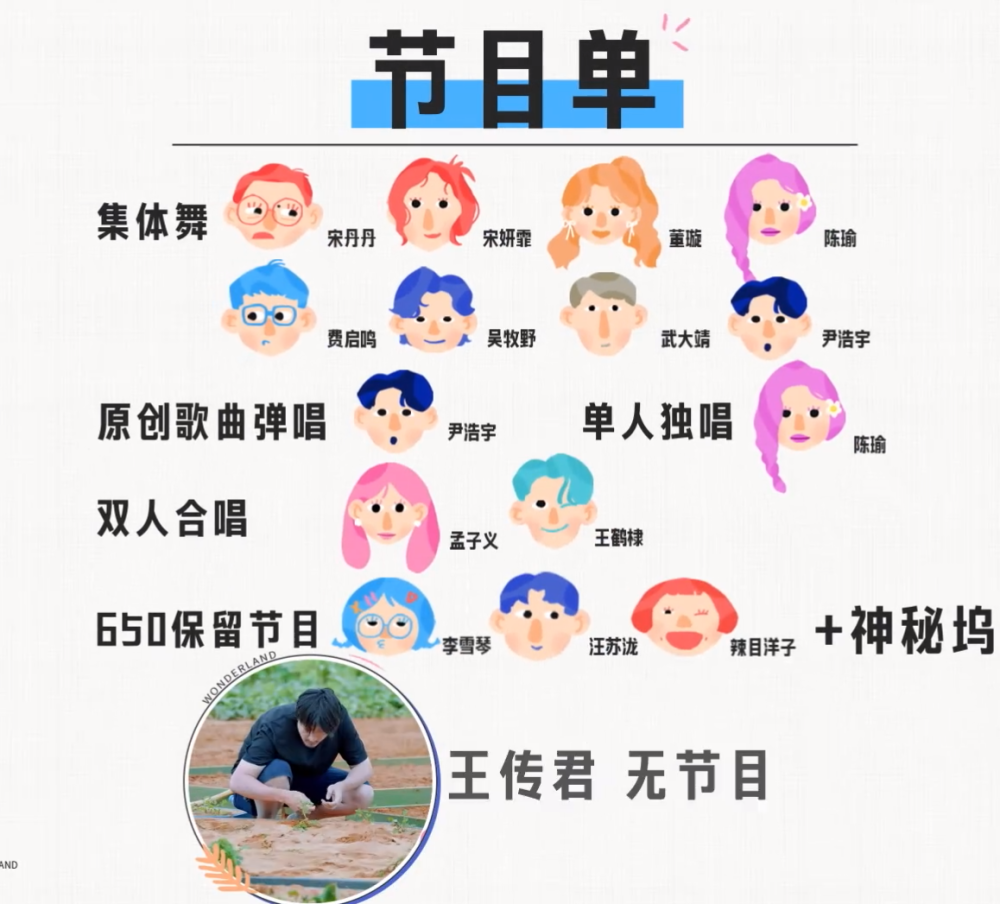 节目单
集体舞 宋丹丹 宋妍霏 董璇 陈瑜
费启鸣 吴牧野 武大靖 尹浩宇
原创歌曲弹唱 尹浩宇 单人独唱 陈瑜
双人合唱 孟子义 王鹤棣
650保留节目 李雪琴 汪苏泷 辣目洋子 +神秘坞
WONDERLAND
王传君 无节目
AND